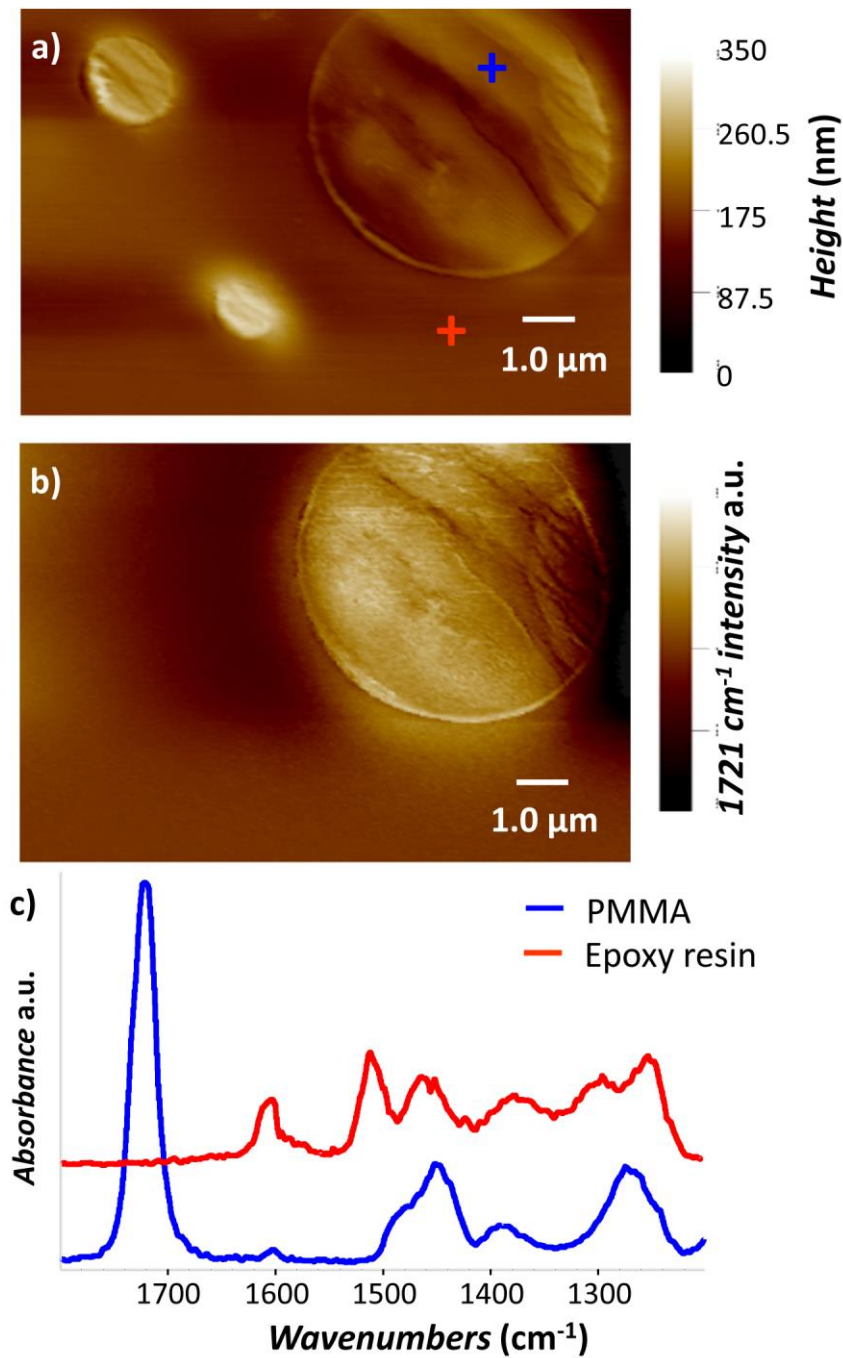 a)
350
260.5
175
87.5
0
Height (nm)
1.0 µm
b)
1721 cm⁻¹ intensity a.u.
1.0 µm
c)
PMMA
Epoxy resin
Absorbance a.u.
1700 1600 1500 1400 1300
Wavenumbers (cm⁻¹)